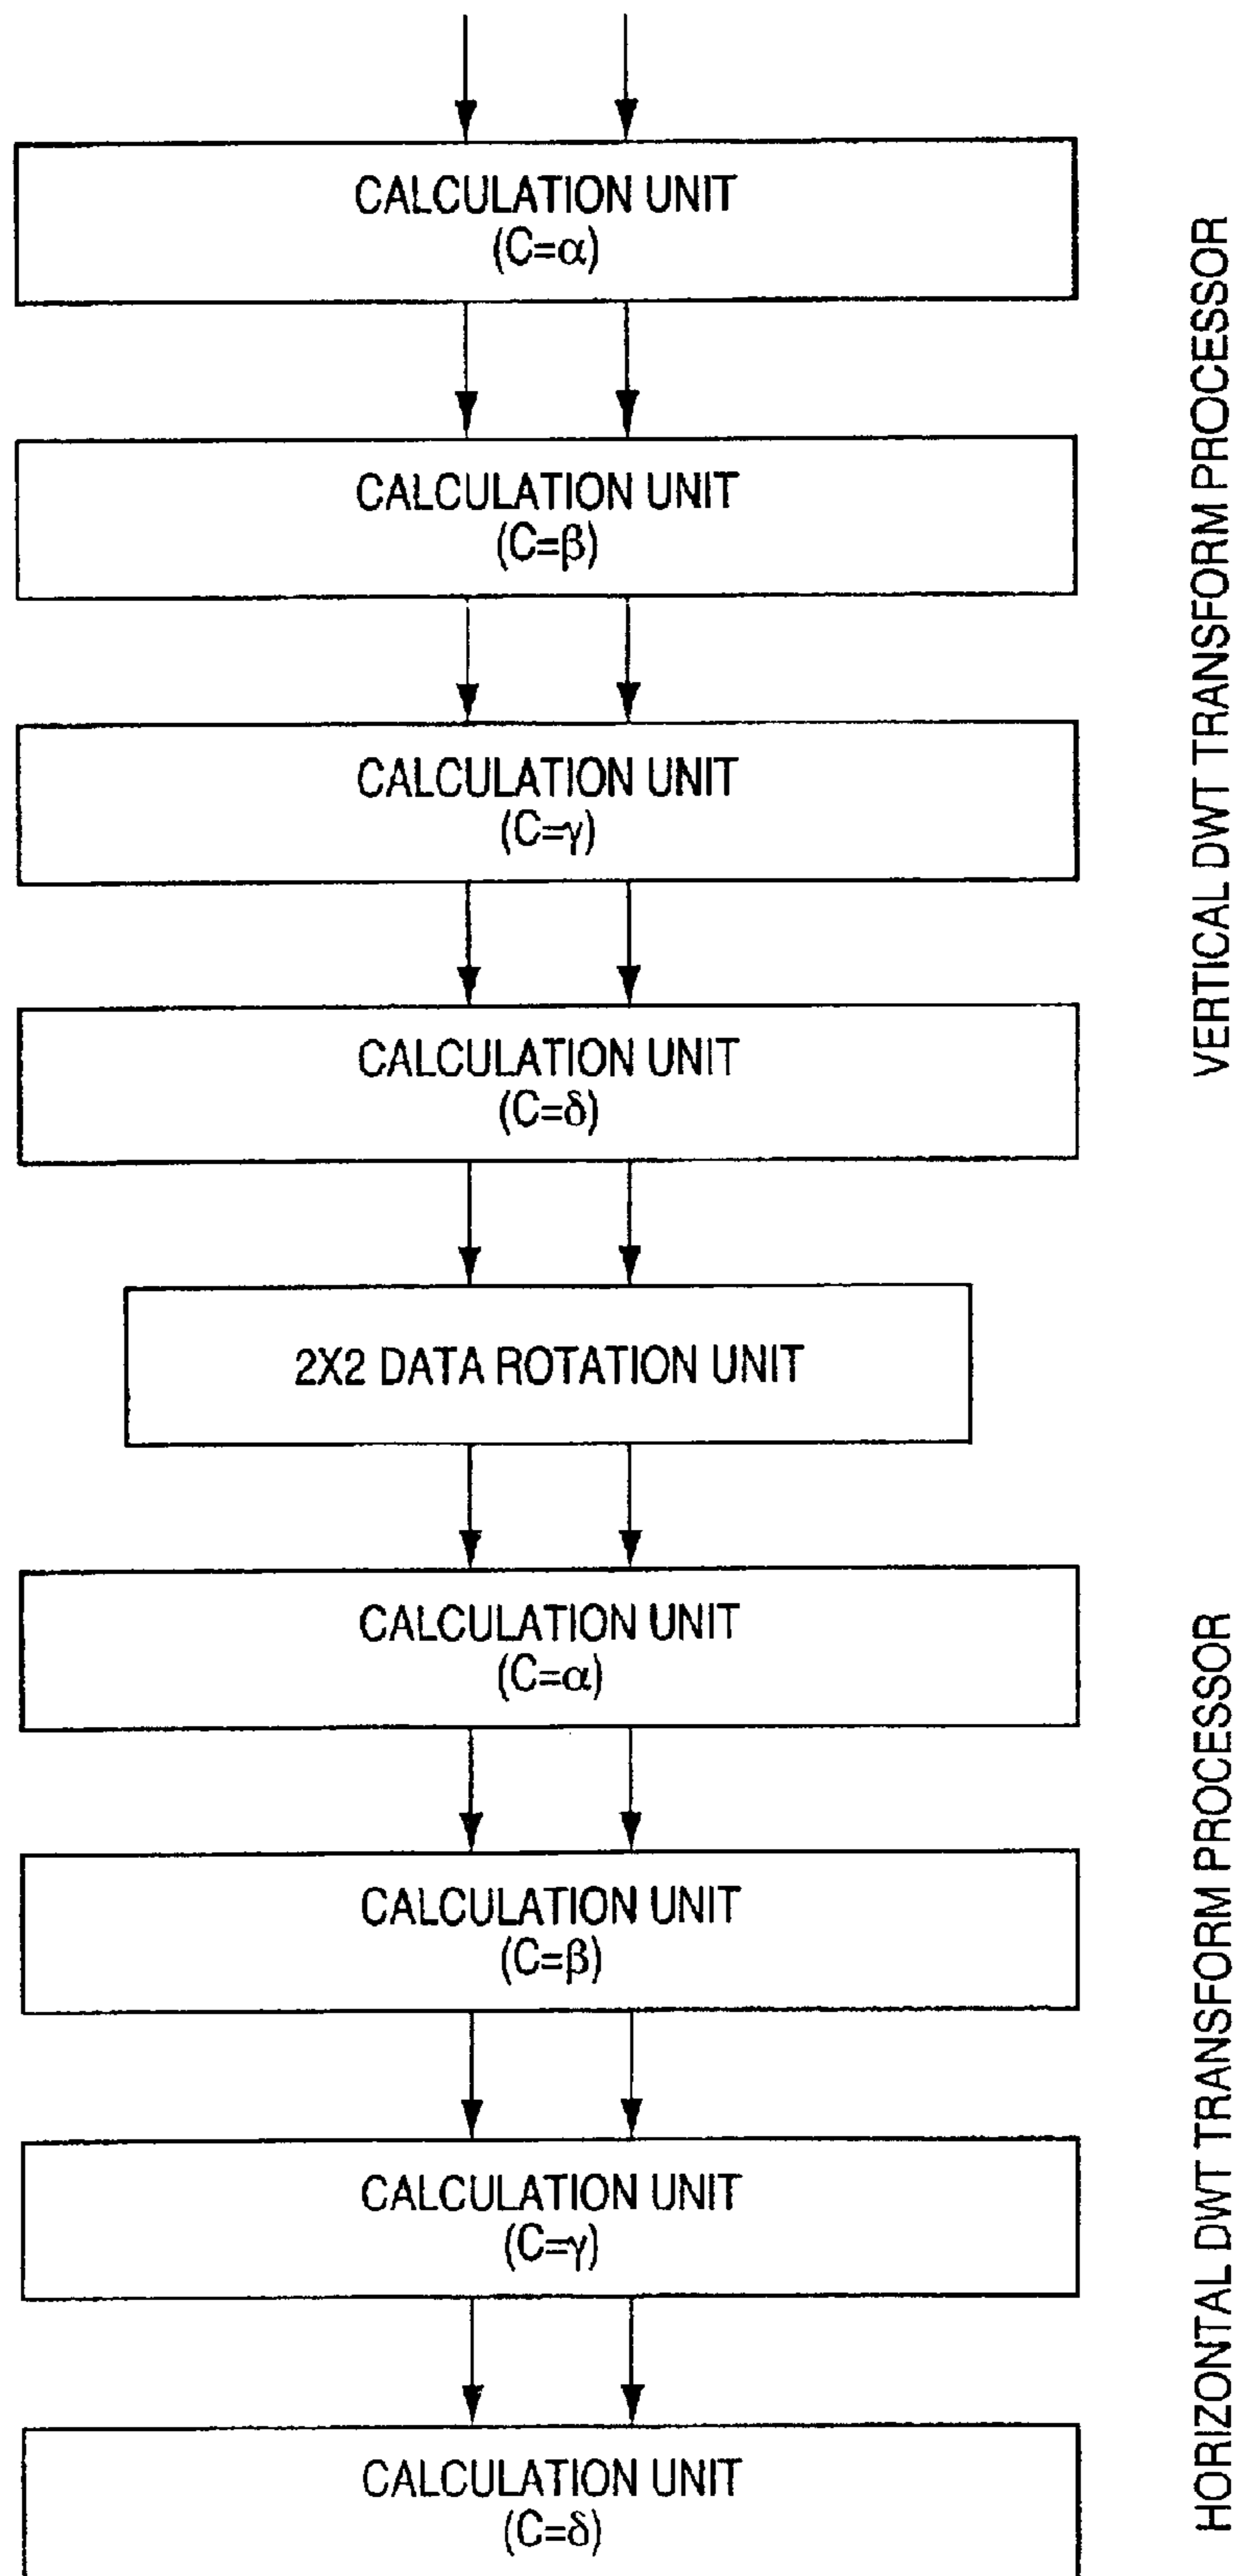 CALCULATION UNIT
(C=α)
CALCULATION UNIT
(C=β)
CALCULATION UNIT
(C=γ)
CALCULATION UNIT
(C=δ)
VERTICAL DWT TRANSFORM PROCESSOR
2X2 DATA ROTATION UNIT
CALCULATION UNIT
(C=α)
CALCULATION UNIT
(C=β)
CALCULATION UNIT
(C=γ)
CALCULATION UNIT
(C=δ)
HORIZONTAL DWT TRANSFORM PROCESSOR